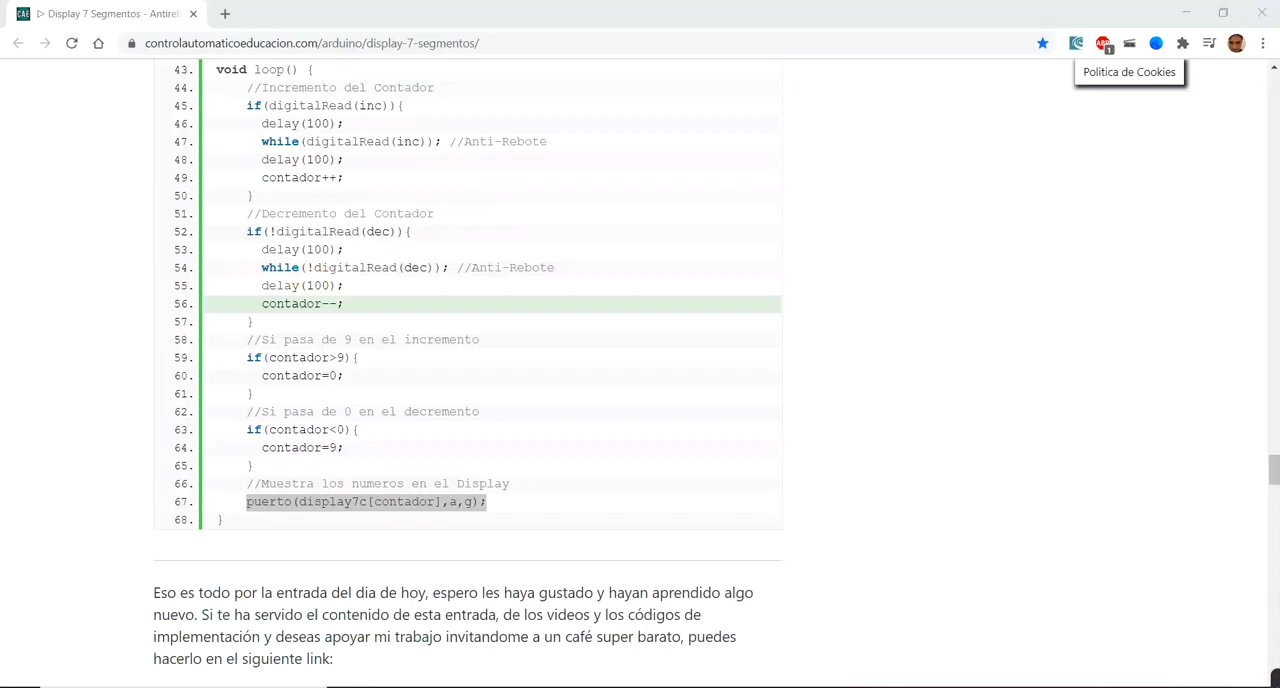 CAE ▷ Display 7 Segmentos - Antireb
controlautomaticoeducacion.com/arduino/display-7-segmentos/
1
Política de Cookies
43. void loop() {
44. //Incremento del Contador
45. if(digitalRead(inc)){
46. delay(100);
47. while(digitalRead(inc)); //Anti-Rebote
48. delay(100);
49. contador++;
50. }
51. //Decremento del Contador
52. if(!digitalRead(dec)){
53. delay(100);
54. while(!digitalRead(dec)); //Anti-Rebote
55. delay(100);
56. contador--;
57. }
58. //Si pasa de 9 en el incremento
59. if(contador>9){
60. contador=0;
61. }
62. //Si pasa de 0 en el decremento
63. if(contador<0){
64. contador=9;
65. }
66. //Muestra los numeros en el Display
67. puerto(display7c[contador],a,g);
68. }
Eso es todo por la entrada del dia de hoy, espero les haya gustado y hayan aprendido algo
nuevo. Si te ha servido el contenido de esta entrada, de los videos y los códigos de
implementación y deseas apoyar mi trabajo invitandome a un café super barato, puedes
hacerlo en el siguiente link: